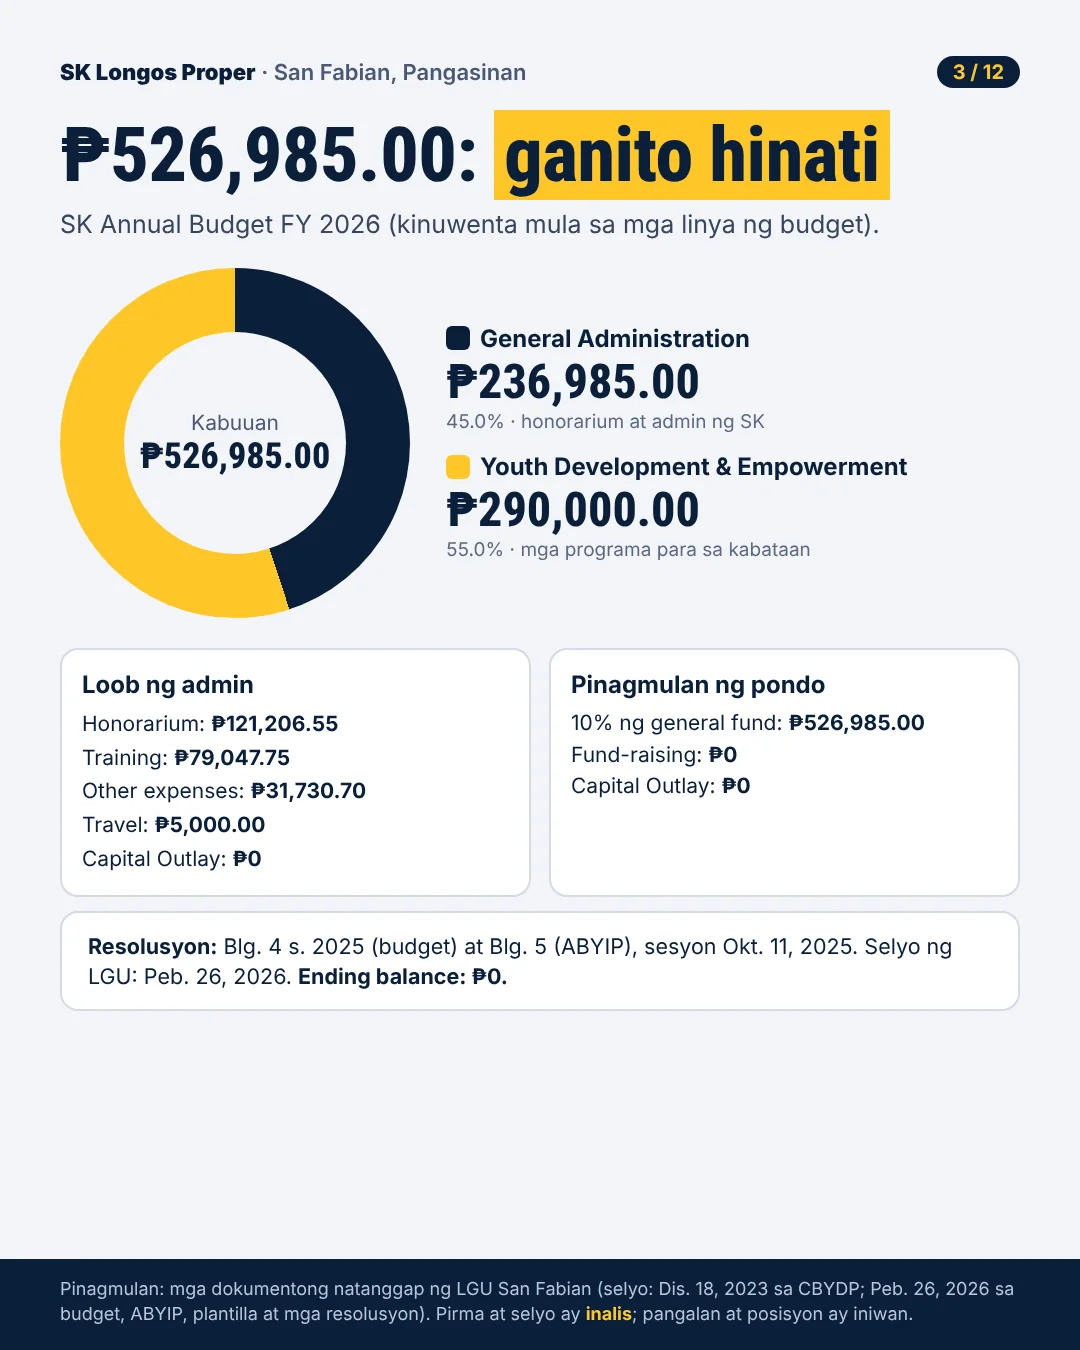 SK Longos Proper · San Fabian, Pangasinan
3 / 12
₱526,985.00: ganito hinati
SK Annual Budget FY 2026 (kinuwenta mula sa mga linya ng budget).
Kabuuan
₱526,985.00
General Administration
₱236,985.00
45.0% · honorarium at admin ng SK
Youth Development & Empowerment
₱290,000.00
55.0% · mga programa para sa kabataan
Loob ng admin
Honorarium: ₱121,206.55
Training: ₱79,047.75
Other expenses: ₱31,730.70
Travel: ₱5,000.00
Capital Outlay: ₱0
Pinagmulan ng pondo
10% ng general fund: ₱526,985.00
Fund-raising: ₱0
Capital Outlay: ₱0
Resolusyon: Blg. 4 s. 2025 (budget) at Blg. 5 (ABYIP), sesyon Okt. 11, 2025. Selyo ng
LGU: Peb. 26, 2026. Ending balance: ₱0.
Pinagmulan: mga dokumentong natanggap ng LGU San Fabian (selyo: Dis. 18, 2023 sa CBYDP; Peb. 26, 2026 sa
budget, ABYIP, plantilla at mga resolusyon). Pirma at selyo ay inalis; pangalan at posisyon ay iniwan.